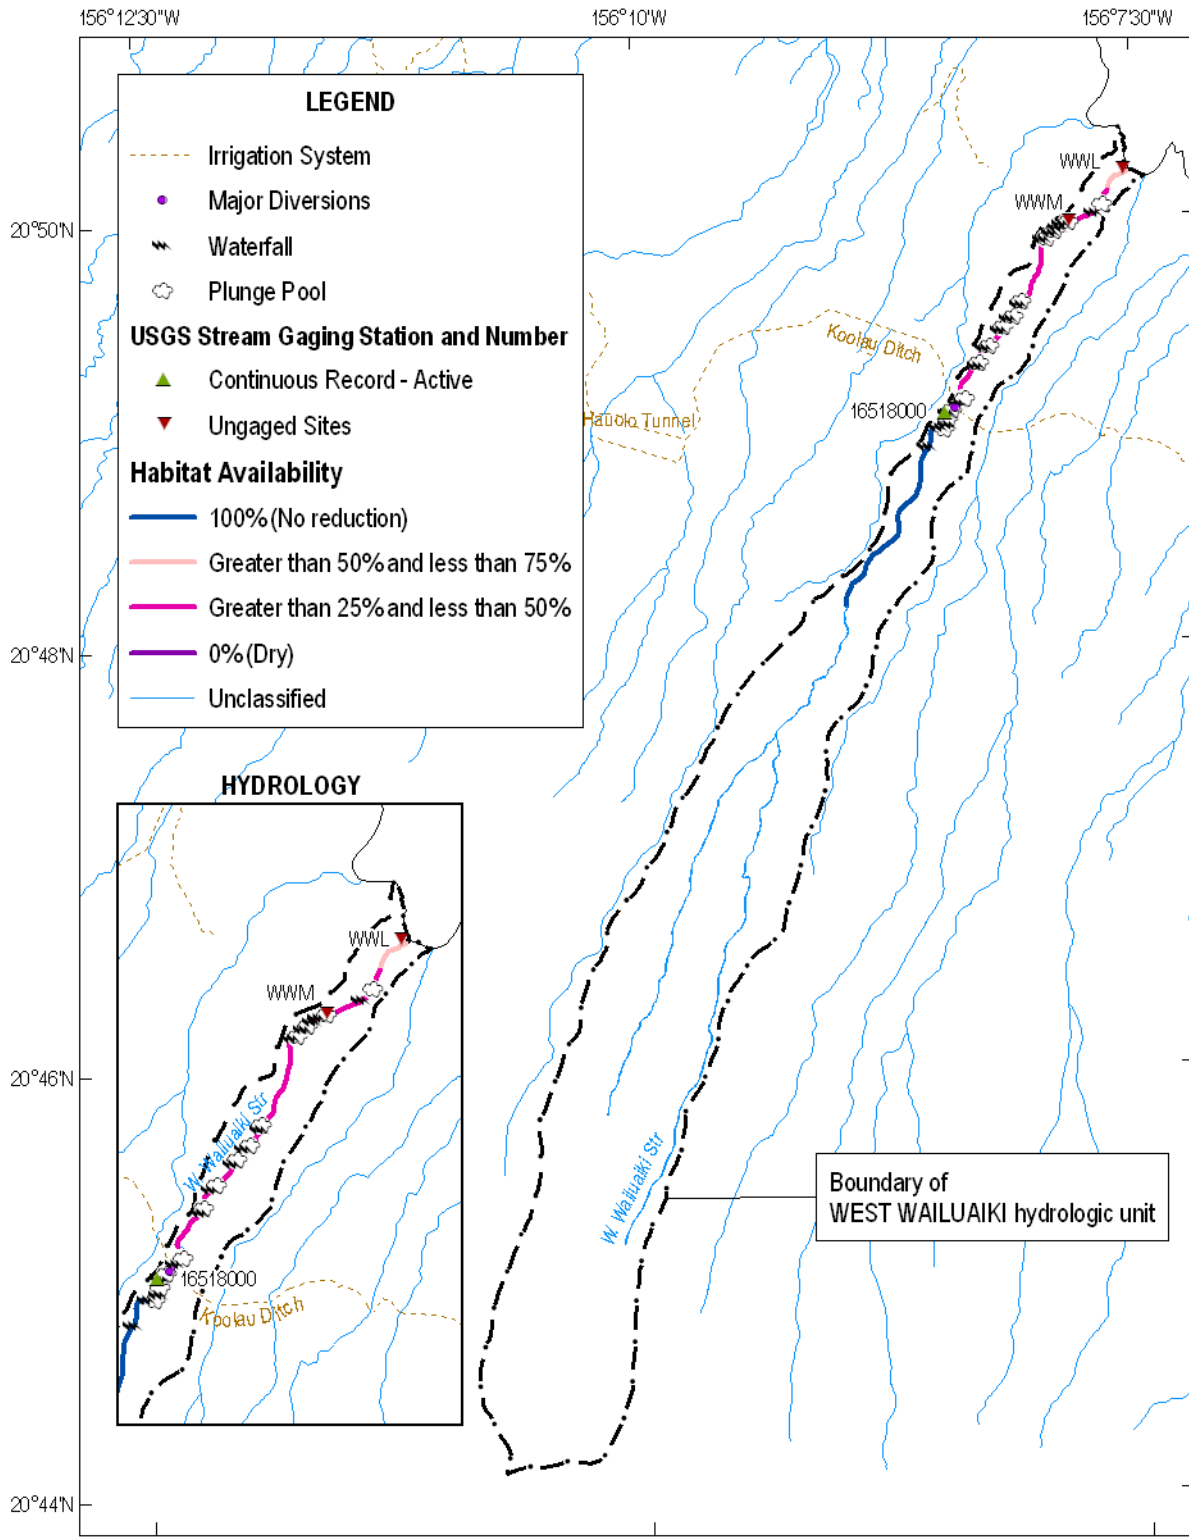 156°12'30"W
156°10'W
156°7'30"W
LEGEND
Irrigation System
Major Diversions
Waterfall
Plunge Pool
USGS Stream Gaging Station and Number
Continuous Record - Active
Ungaged Sites
Habitat Availability
100% (No reduction)
Greater than 50% and less than 75%
Greater than 25% and less than 50%
0% (Dry)
Unclassified
20°50'N
20°48'N
20°46'N
20°44'N
WWL
WWM
Koolau Ditch
16518000
Hauolo Tunnel
W. Wailuaiki Str
Boundary of
WEST WAILUAIKI hydrologic unit
HYDROLOGY
WWL
WWM
W. Wailuaiki Str
16518000
Koolau Ditch